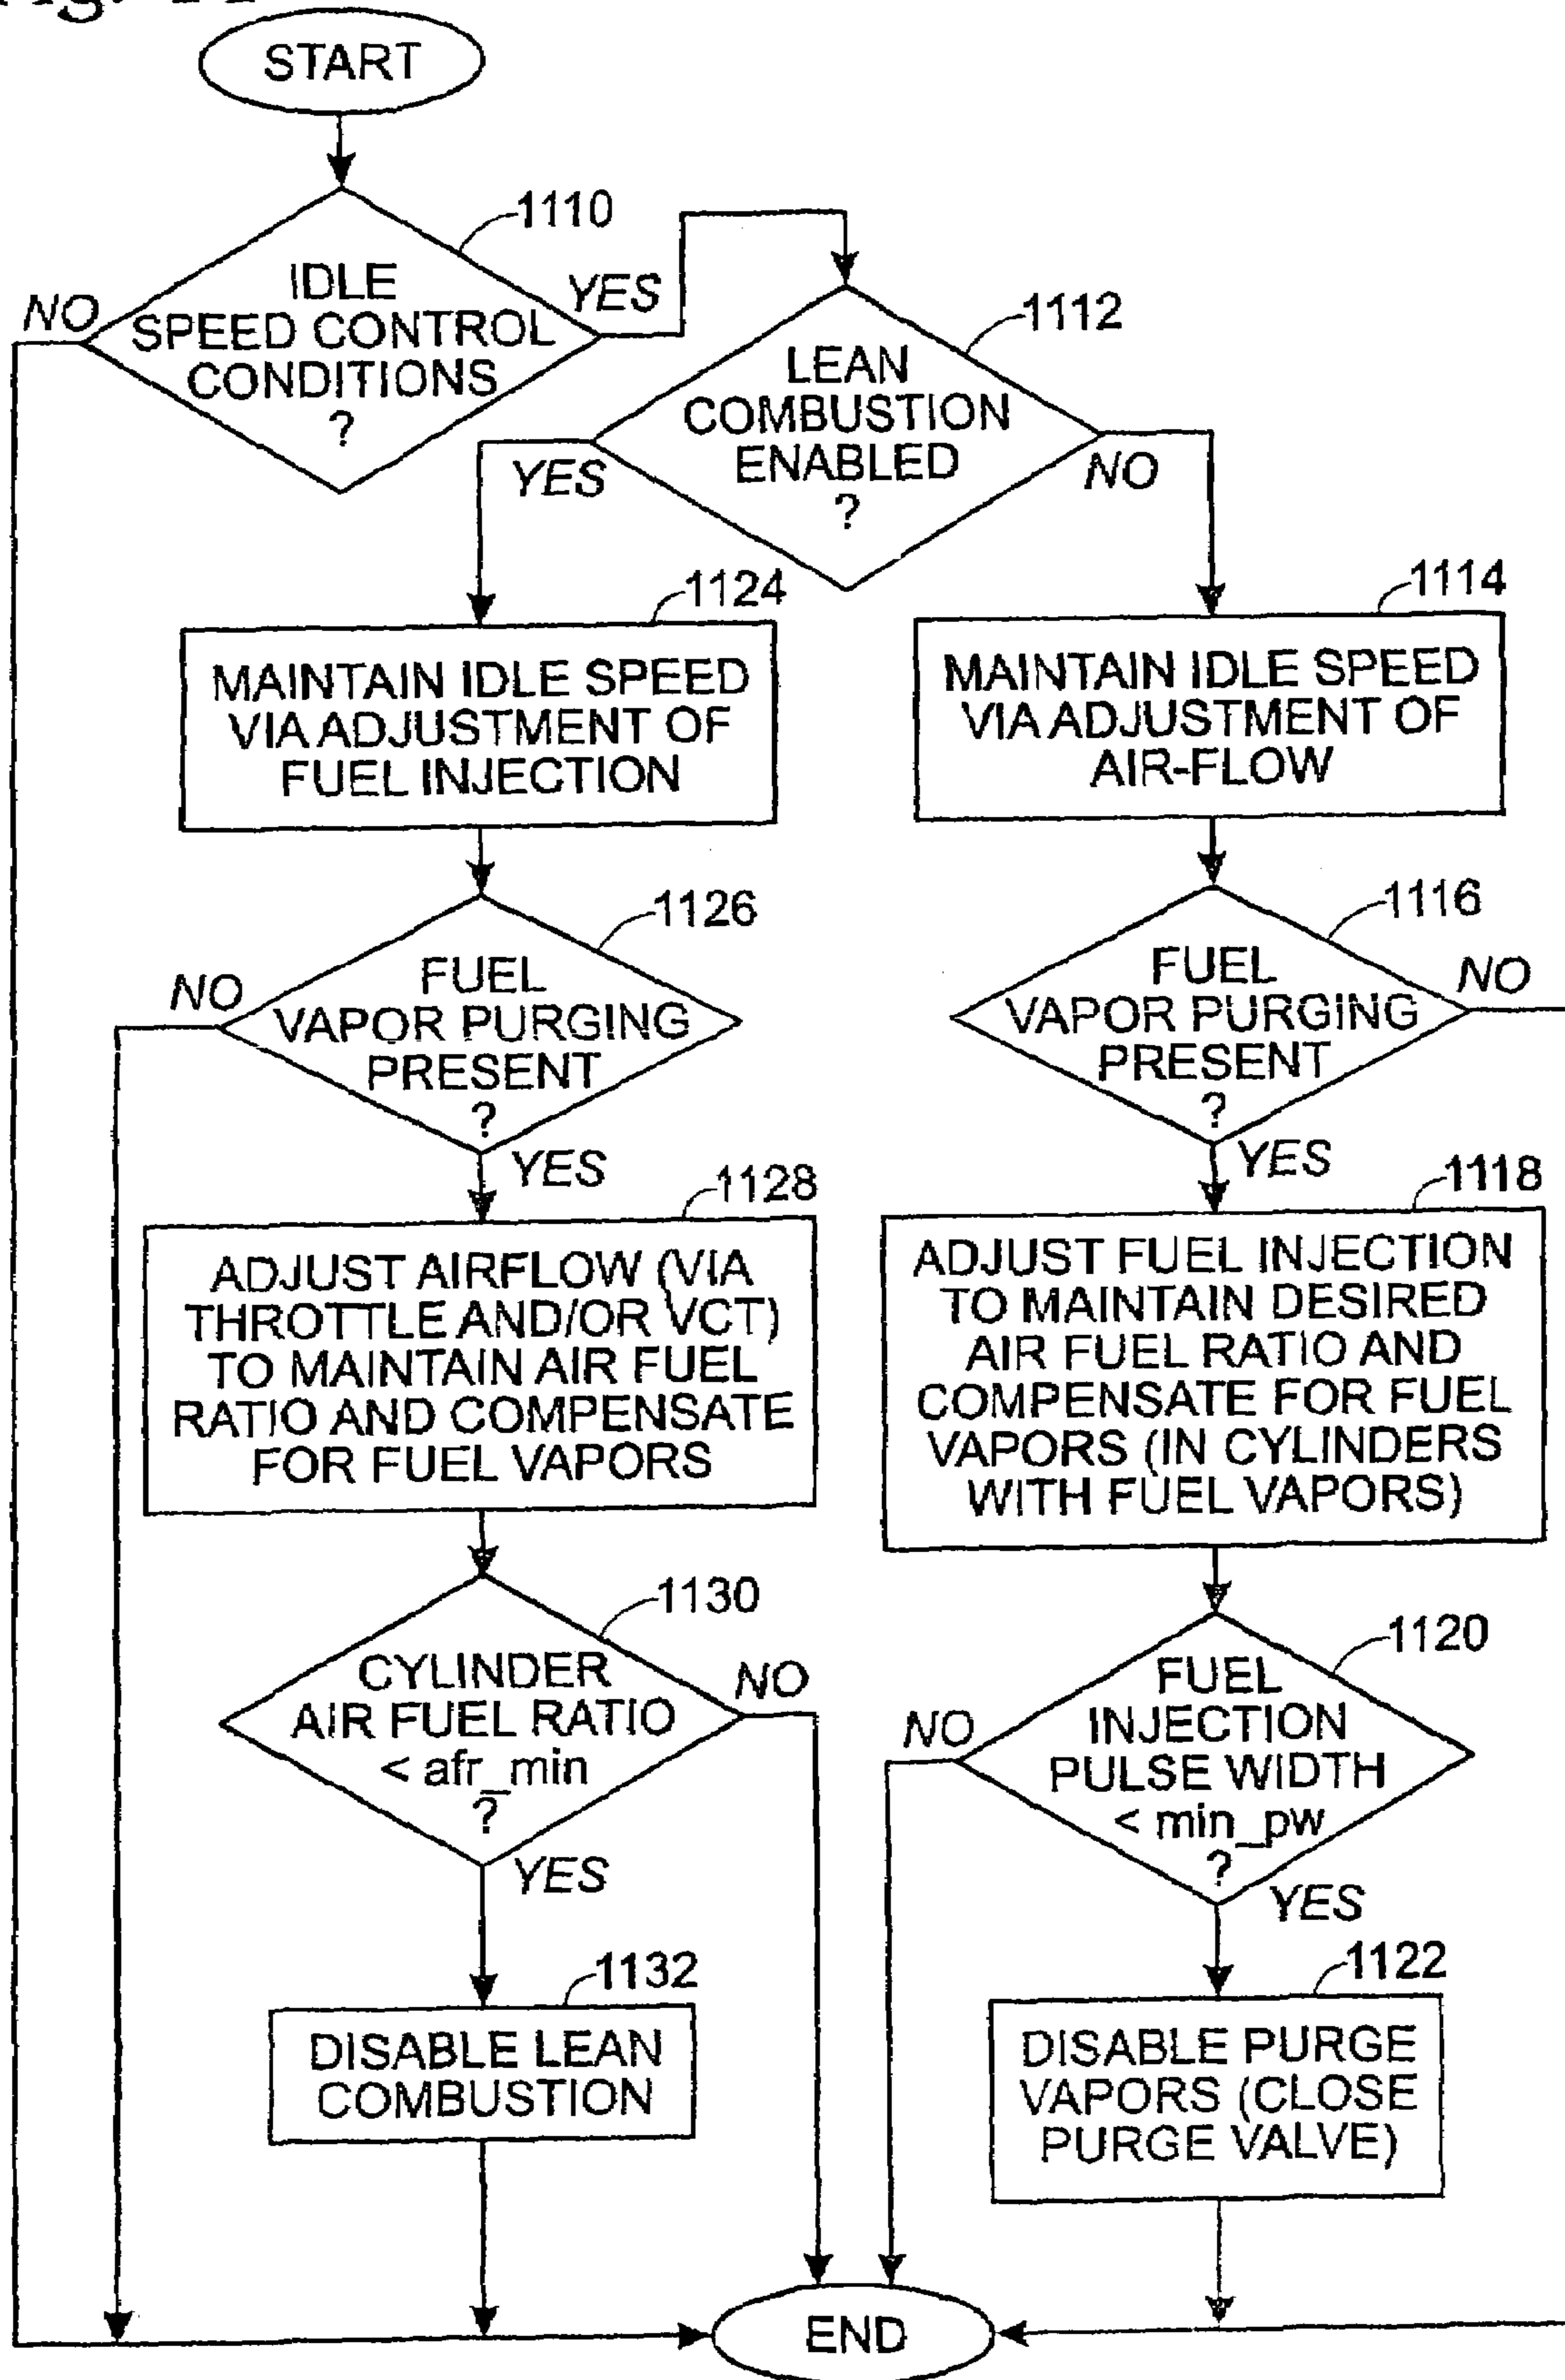 START
1110
IDLE
SPEED CONTROL
CONDITIONS
?
NO
YES
1112
LEAN
COMBUSTION
ENABLED
?
YES
NO
1124
MAINTAIN IDLE SPEED
VIA ADJUSTMENT OF
FUEL INJECTION
1114
MAINTAIN IDLE SPEED
VIA ADJUSTMENT OF
AIR-FLOW
1126
FUEL
VAPOR PURGING
PRESENT
?
NO
YES
1116
FUEL
VAPOR PURGING
PRESENT
?
NO
YES
1128
ADJUST AIRFLOW (VIA
THROTTLE AND/OR VCT)
TO MAINTAIN AIR FUEL
RATIO AND COMPENSATE
FOR FUEL VAPORS
1118
ADJUST FUEL INJECTION
TO MAINTAIN DESIRED
AIR FUEL RATIO AND
COMPENSATE FOR FUEL
VAPORS (IN CYLINDERS
WITH FUEL VAPORS)
1130
CYLINDER
AIR FUEL RATIO
< afr_min
?
NO
YES
1120
FUEL
INJECTION
PULSE WIDTH
< min_pw
?
NO
YES
1132
DISABLE LEAN
COMBUSTION
1122
DISABLE PURGE
VAPORS (CLOSE
PURGE VALVE)
END